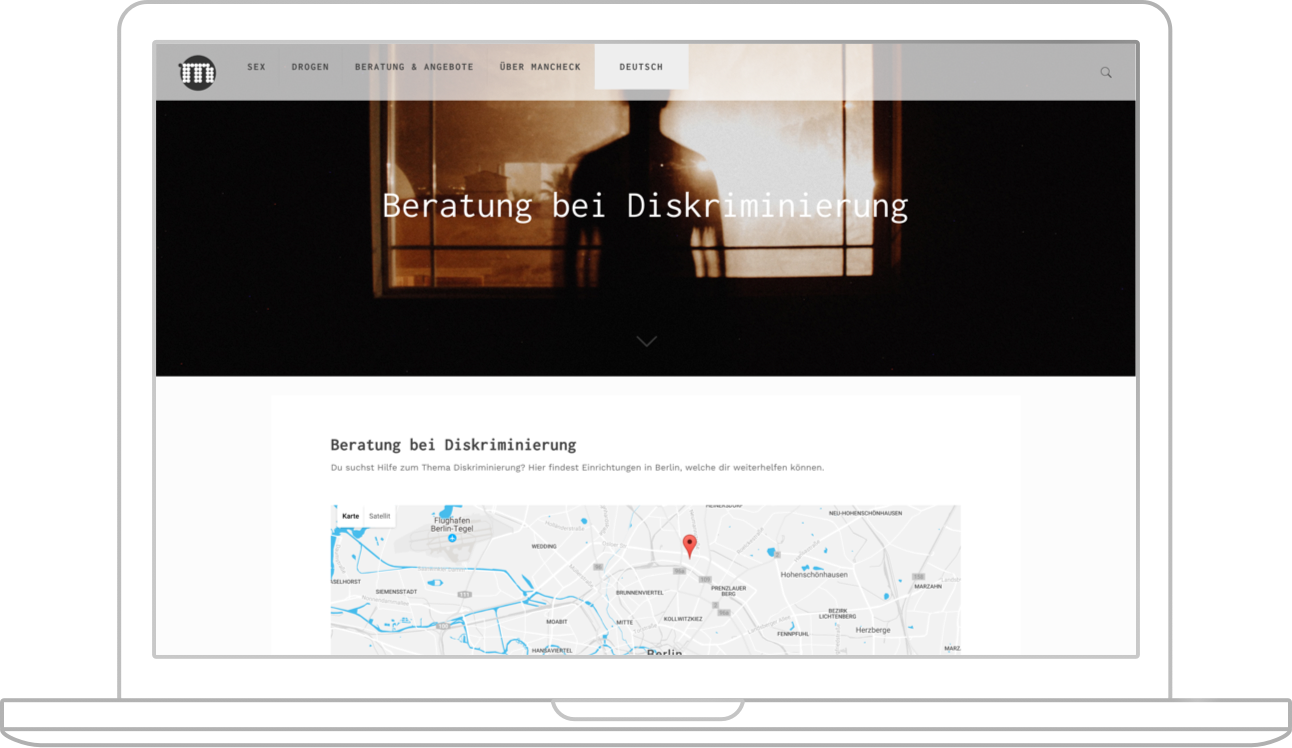 SEX DROGEN BERATUNG & ANGEBOTE ÜBER MANCHECK DEUTSCH
Beratung bei Diskriminierung
Beratung bei Diskriminierung
Du suchst Hilfe zum Thema Diskriminierung? Hier findest Einrichtungen in Berlin, welche dir weiterhelfen können.
Karte Satellit
Flughafen
Berlin-Tegel
NEU-HOHENSCHÖNHAUSEN
WEDDING
Hohenschönhausen
SIEMENSSTADT
MARZAHN
BRUNNENVIERTEL
PRENZLAUER
BERG
BEZIRK
LICHTENBERG
MOABIT
MITTE
KOLLWITZKIEZ
FENNPFUHL
Herzberge
HANSAVIERTEL
Berlin